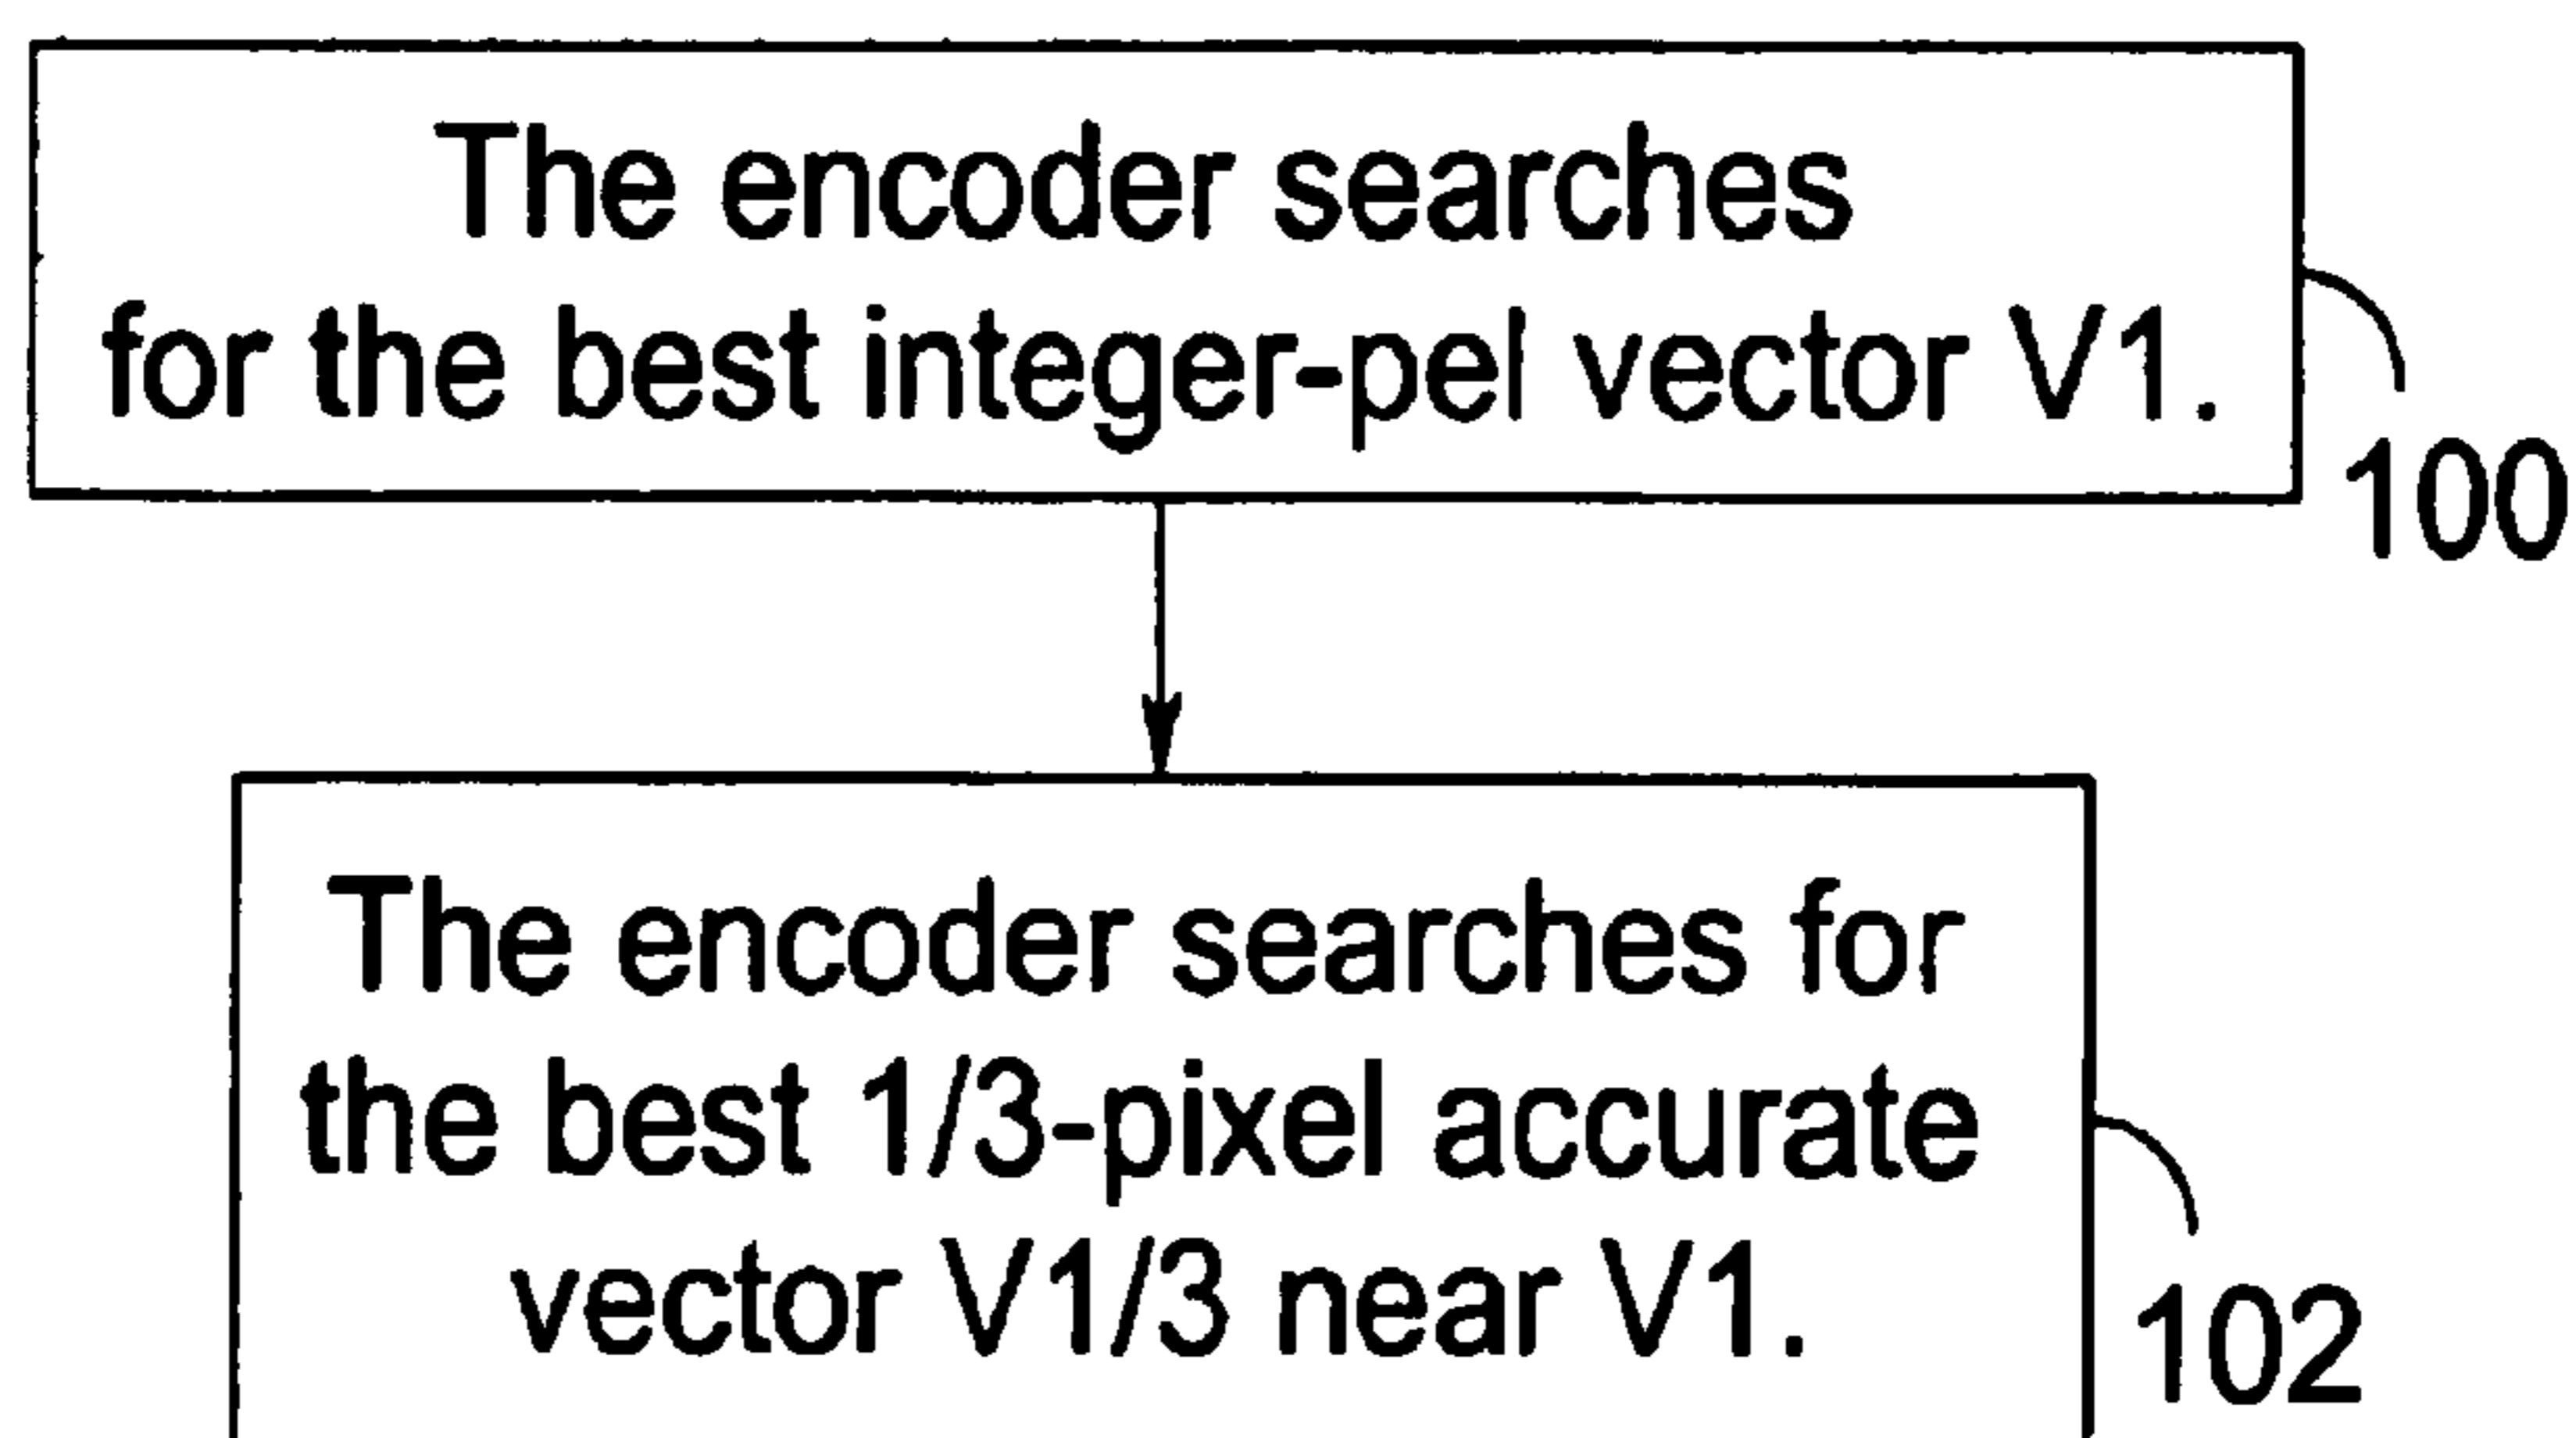 The encoder searches
for the best integer-pel vector V1.
100
The encoder searches for
the best 1/3-pixel accurate
vector V1/3 near V1.
102